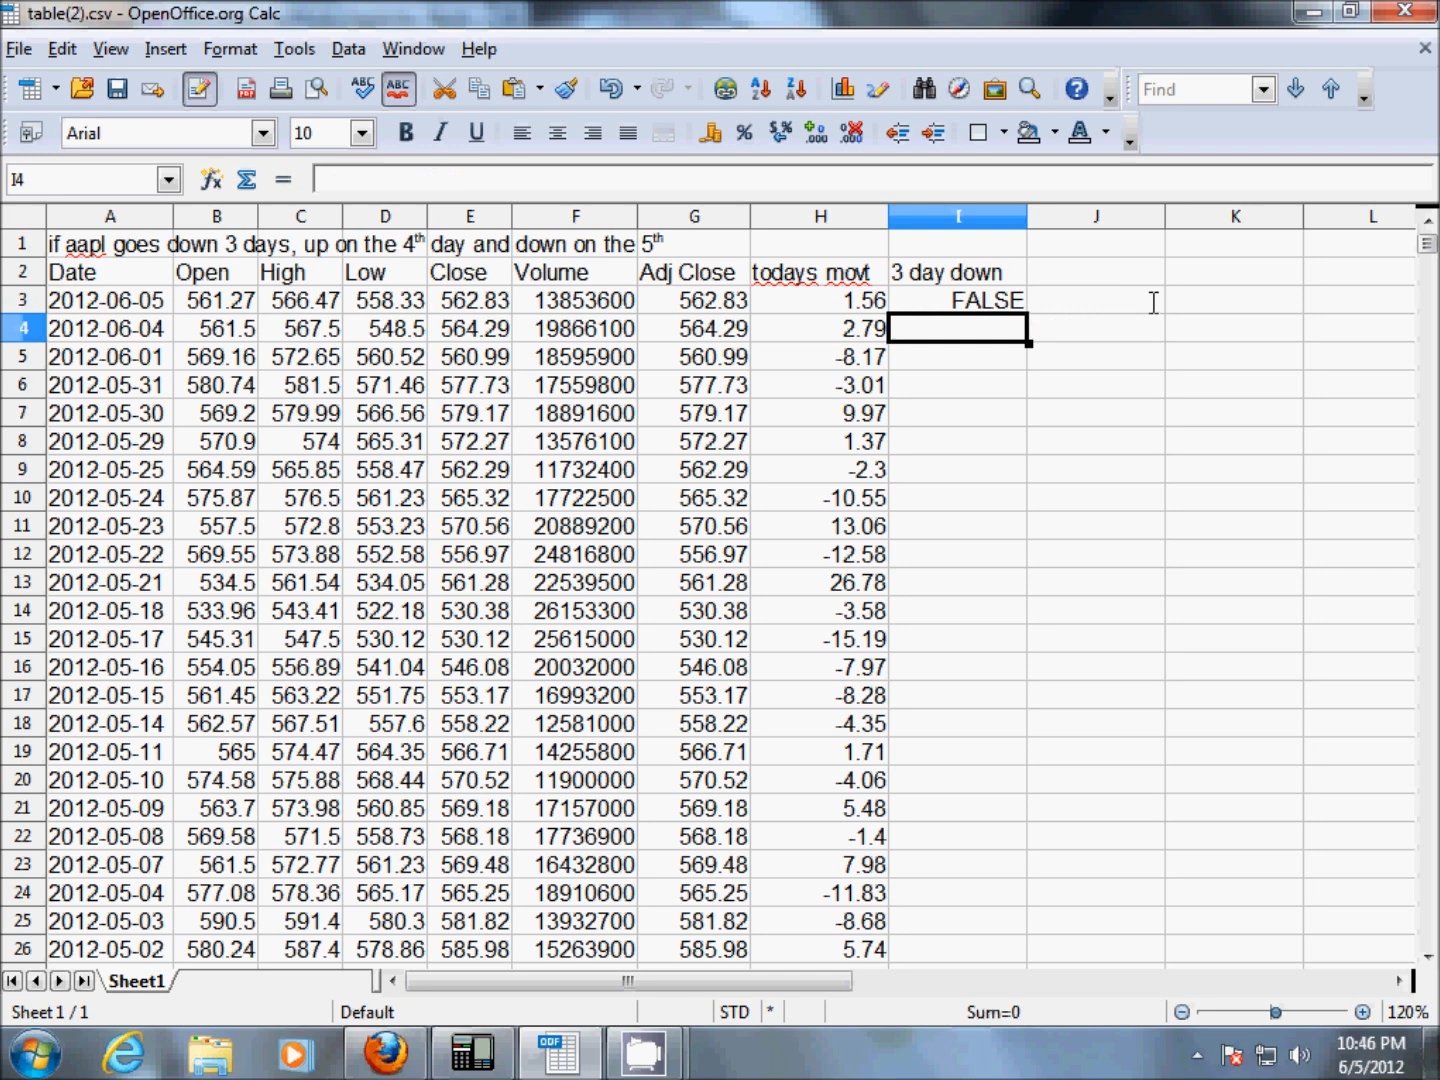 table(2).csv - OpenOffice.org Calc
File Edit View Insert Format Tools Data Window Help
Find
Arial 10
I4
A B C D E F G H I J K L
1 if aapl goes down 3 days, up on the 4th day and down on the 5th
2 Date Open High Low Close Volume Adj Close todays movt 3 day down
3 2012-06-05 561.27 566.47 558.33 562.83 13853600 562.83 1.56 FALSE
4 2012-06-04 561.5 567.5 548.5 564.29 19866100 564.29 2.79
5 2012-06-01 569.16 572.65 560.52 560.99 18595900 560.99 -8.17
6 2012-05-31 580.74 581.5 571.46 577.73 17559800 577.73 -3.01
7 2012-05-30 569.2 579.99 566.56 579.17 18891600 579.17 9.97
8 2012-05-29 570.9 574 565.31 572.27 13576100 572.27 1.37
9 2012-05-25 564.59 565.85 558.47 562.29 11732400 562.29 -2.3
10 2012-05-24 575.87 576.5 561.23 565.32 17722500 565.32 -10.55
11 2012-05-23 557.5 572.8 553.23 570.56 20889200 570.56 13.06
12 2012-05-22 569.55 573.88 552.58 556.97 24816800 556.97 -12.58
13 2012-05-21 534.5 561.54 534.05 561.28 22539500 561.28 26.78
14 2012-05-18 533.96 543.41 522.18 530.38 26153300 530.38 -3.58
15 2012-05-17 545.31 547.5 530.12 530.12 25615000 530.12 -15.19
16 2012-05-16 554.05 556.89 541.04 546.08 20032000 546.08 -7.97
17 2012-05-15 561.45 563.22 551.75 553.17 16993200 553.17 -8.28
18 2012-05-14 562.57 567.51 557.6 558.22 12581000 558.22 -4.35
19 2012-05-11 565 574.47 564.35 566.71 14255800 566.71 1.71
20 2012-05-10 574.58 575.88 568.44 570.52 11900000 570.52 -4.06
21 2012-05-09 563.7 573.98 560.85 569.18 17157000 569.18 5.48
22 2012-05-08 569.58 571.5 558.73 568.18 17736900 568.18 -1.4
23 2012-05-07 561.5 572.77 561.23 569.48 16432800 569.48 7.98
24 2012-05-04 577.08 578.36 565.17 565.25 18910600 565.25 -11.83
25 2012-05-03 590.5 591.4 580.3 581.82 13932700 581.82 -8.68
26 2012-05-02 580.24 587.4 578.86 585.98 15263900 585.98 5.74
Sheet1
Sheet 1 / 1 Default STD * Sum=0 120%
10:46 PM
6/5/2012